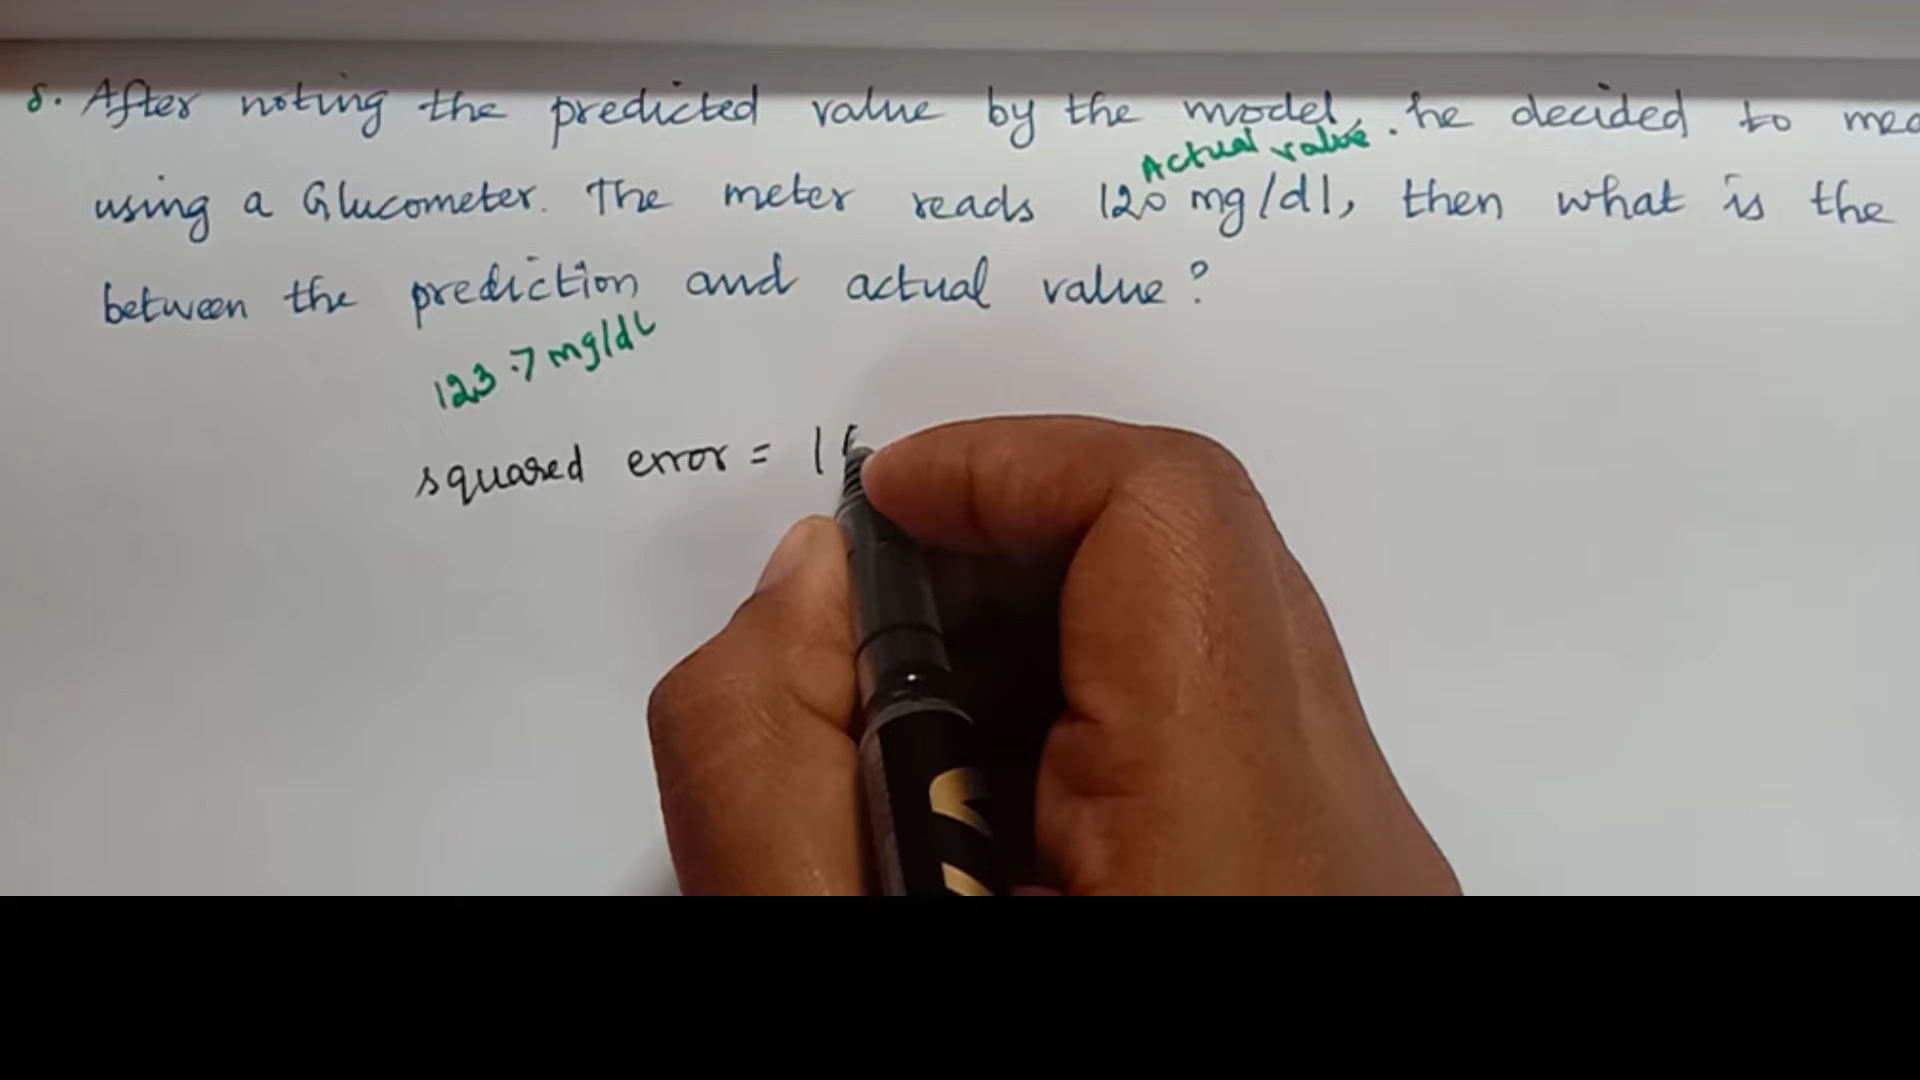 8. After noting the predicted value by the model, he decided to
Actual value.
using a Glucometer. The meter reads 120 mg/dl, then what is the
between the prediction and actual value?
123.7 mg/dL
squared error = |